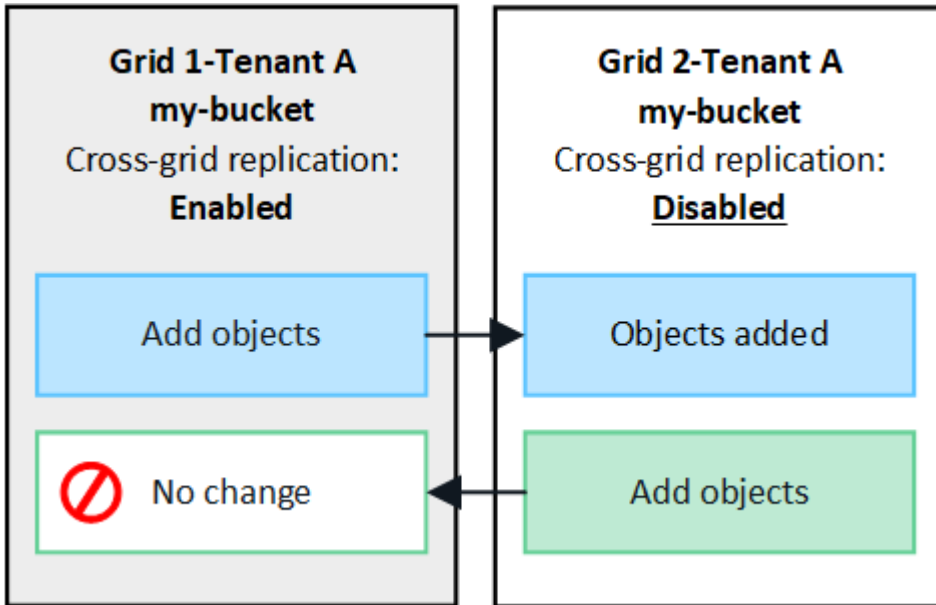 Grid 1-Tenant A
my-bucket
Cross-grid replication:
Enabled
Add objects
No change
Grid 2-Tenant A
my-bucket
Cross-grid replication:
Disabled
Objects added
Add objects